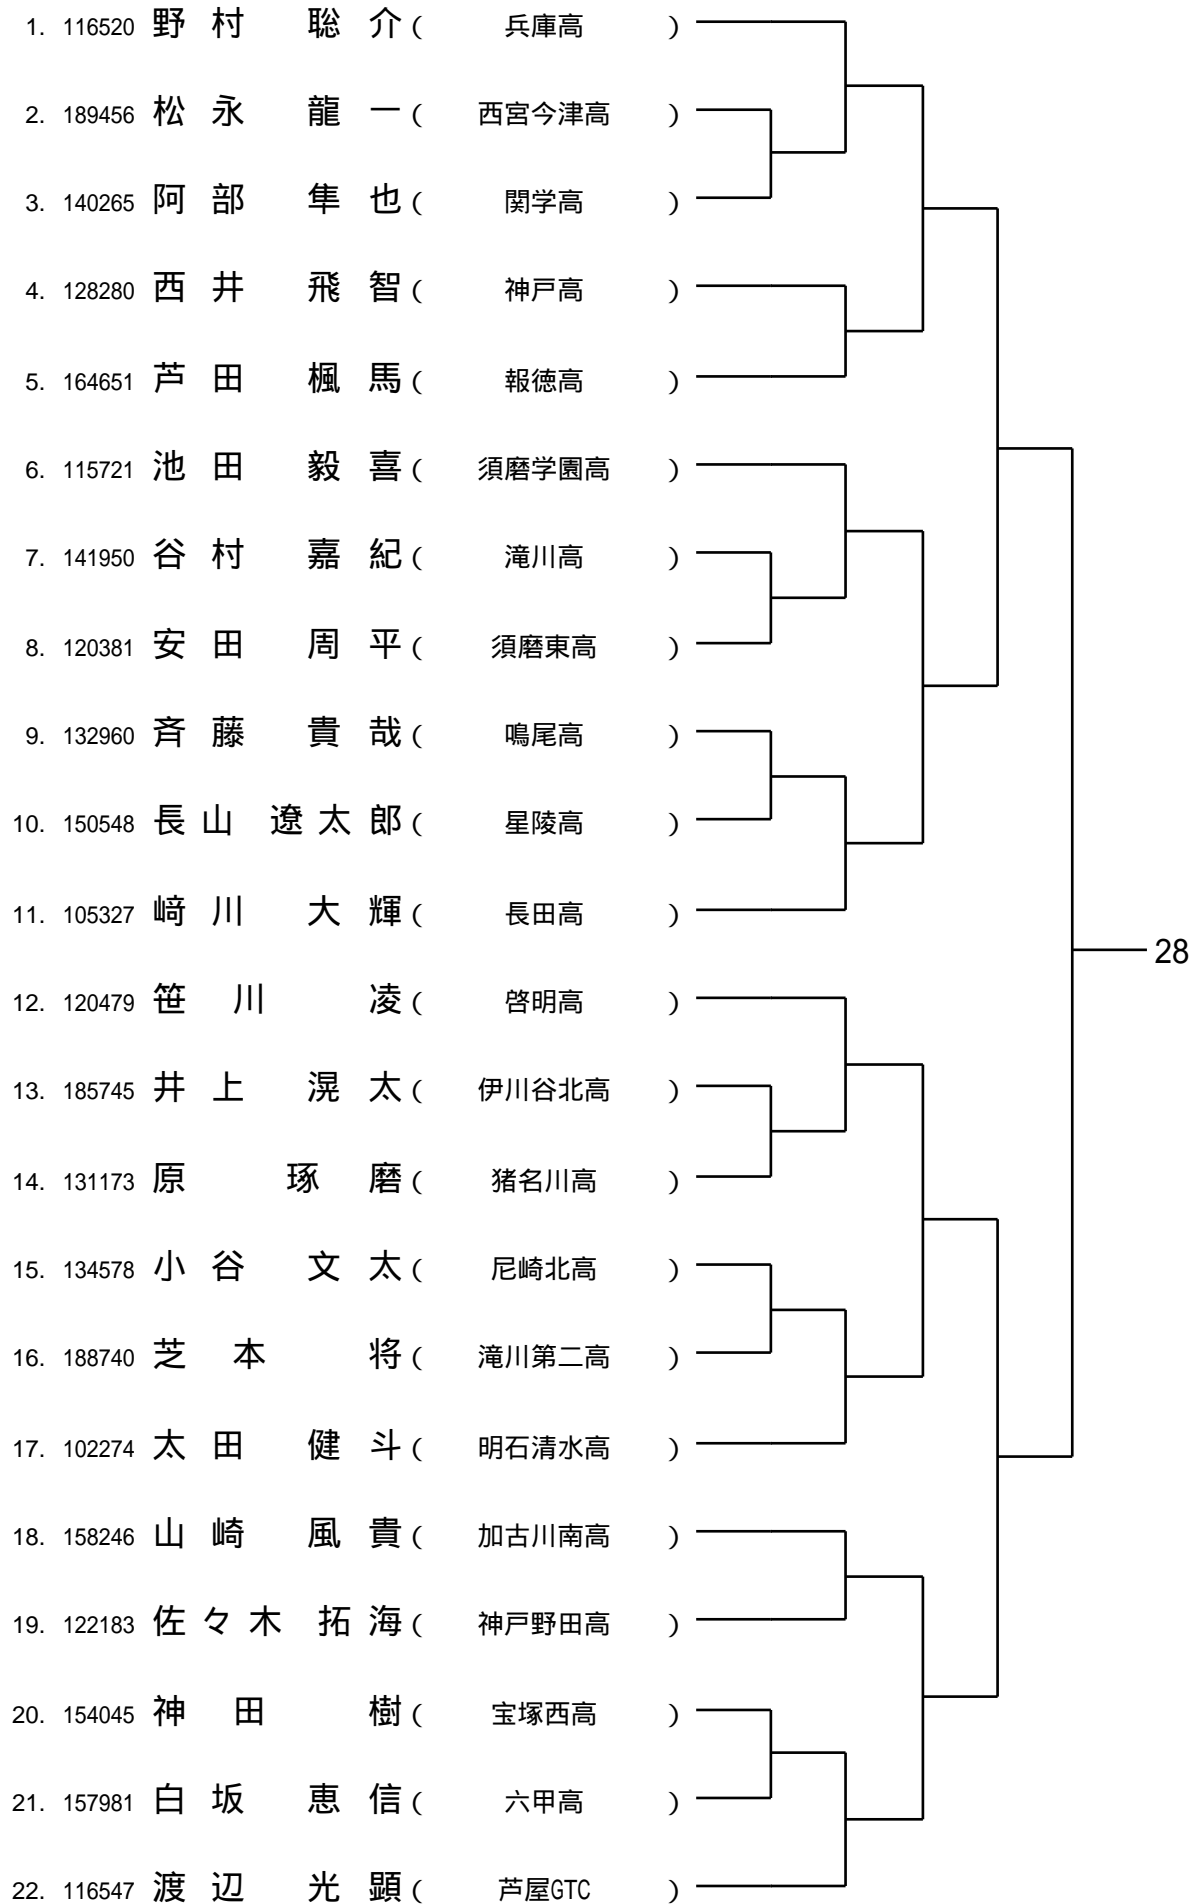 1. 116520 野村 聡介 ( 兵庫高 )
2. 189456 松永 龍一 ( 西宮今津高 )
3. 140265 阿部 隼也 ( 関学高 )
4. 128280 西井 飛智 ( 神戸高 )
5. 164651 芦田 楓馬 ( 報徳高 )
6. 115721 池田 毅喜 ( 須磨学園高 )
7. 141950 谷村 嘉紀 ( 滝川高 )
8. 120381 安田 周平 ( 須磨東高 )
9. 132960 斉藤 貴哉 ( 鳴尾高 )
10. 150548 長山 遼太郎 ( 星陵高 )
11. 105327 﨑川 大輝 ( 長田高 )
28
12. 120479 笹川 凌 ( 啓明高 )
13. 185745 井上 滉太 ( 伊川谷北高 )
14. 131173 原 琢磨 ( 猪名川高 )
15. 134578 小谷 文太 ( 尼崎北高 )
16. 188740 芝本 将 ( 滝川第二高 )
17. 102274 太田 健斗 ( 明石清水高 )
18. 158246 山崎 風貴 ( 加古川南高 )
19. 122183 佐々木 拓海 ( 神戸野田高 )
20. 154045 神田 樹 ( 宝塚西高 )
21. 157981 白坂 恵信 ( 六甲高 )
22. 116547 渡辺 光顕 ( 芦屋GTC )